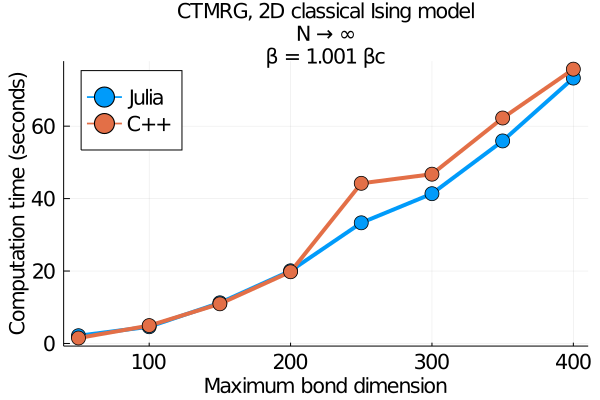 CTMRG, 2D classical Ising model
N → ∞
β = 1.001 βc
Julia
C++
Computation time (seconds)
60
40
20
0
100
200
300
400
Maximum bond dimension